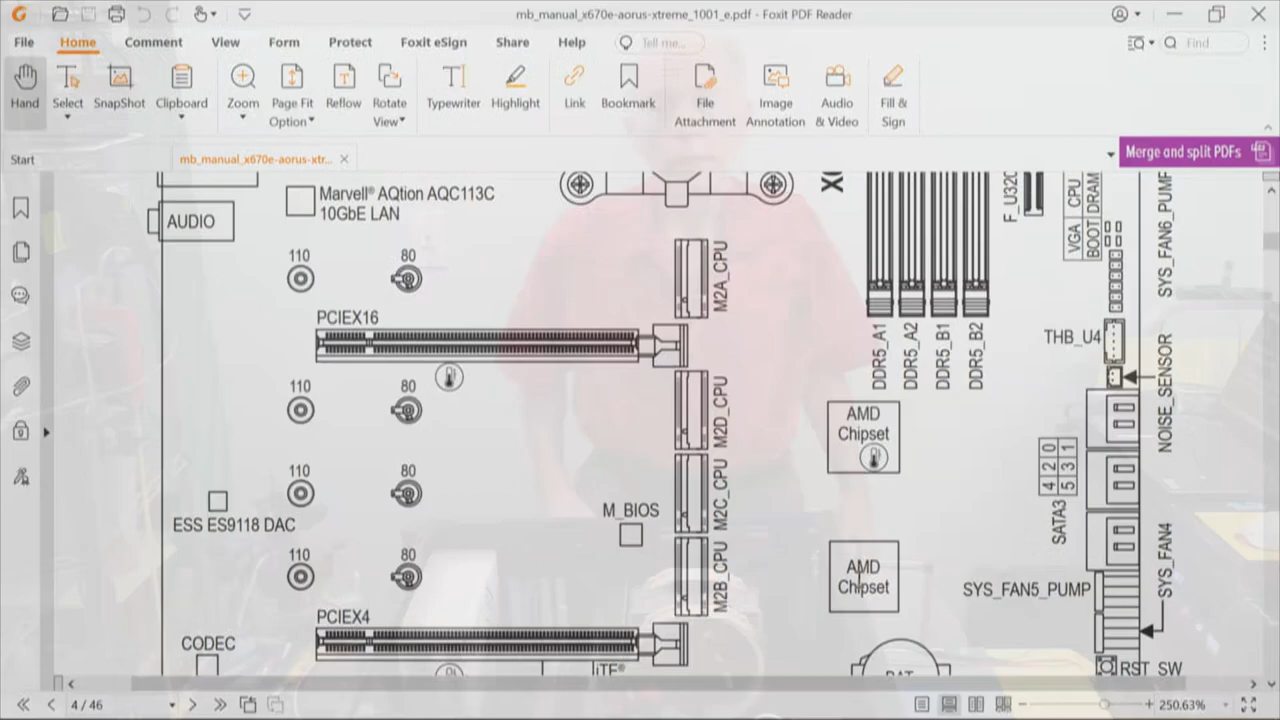 mb_manual_x670e-aorus-xtreme_1001_e.pdf - Foxit PDF Reader
File Home Comment View Form Protect Foxit eSign Share Help Tell me... Find
Hand Select SnapShot Clipboard Zoom Page Fit Option Reflow Rotate View Typewriter Highlight Link Bookmark File Attachment Image Annotation Audio & Video Fill & Sign
Start mb_manual_x670e-aorus-xtr... Merge and split PDFs
Marvell® AQtion AQC113C
10GbE LAN
AUDIO
110 80
PCIEX16
M2A_CPU
DDR5_A1
DDR5_A2
DDR5_B1
DDR5_B2
F_U320
VGA CPU
BOOT DRAM
SYS_FAN6_PUMP
THB_U4
NOISE_SENSOR
110 80
M2D_CPU
AMD
Chipset
110 80
M2C_CPU
SATA3
4 2 0
5 3 1
ESS ES9118 DAC
M_BIOS
110 80
M2B_CPU
AMD
Chipset
SYS_FAN5_PUMP
SYS_FAN4
PCIEX4
CODEC
iTE®
BAT
RST_SW
4 / 46
250.63%